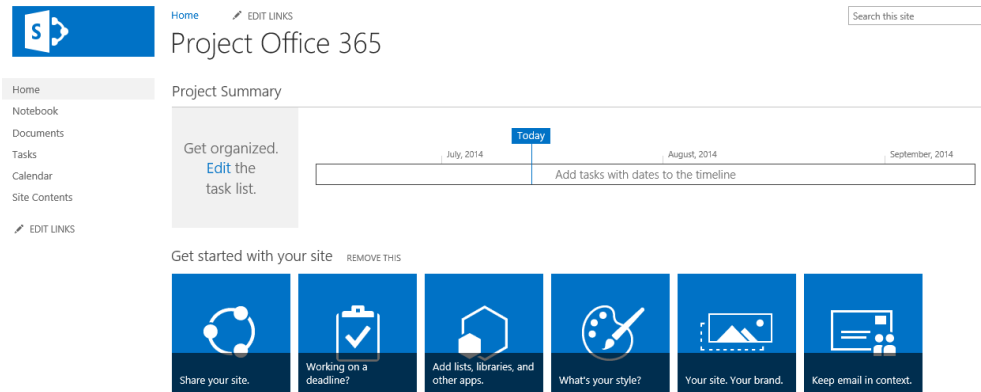 S
Home EDIT LINKS
Search this site
Project Office 365
Home
Notebook
Documents
Tasks
Calendar
Site Contents
EDIT LINKS
Project Summary
Get organized.
Edit the
task list.
Today
July, 2014 August, 2014 September, 2014
Add tasks with dates to the timeline
Get started with your site REMOVE THIS
Share your site.
Working on a
deadline?
Add lists, libraries, and
other apps.
What's your style?
Your site. Your brand.
Keep email in context.